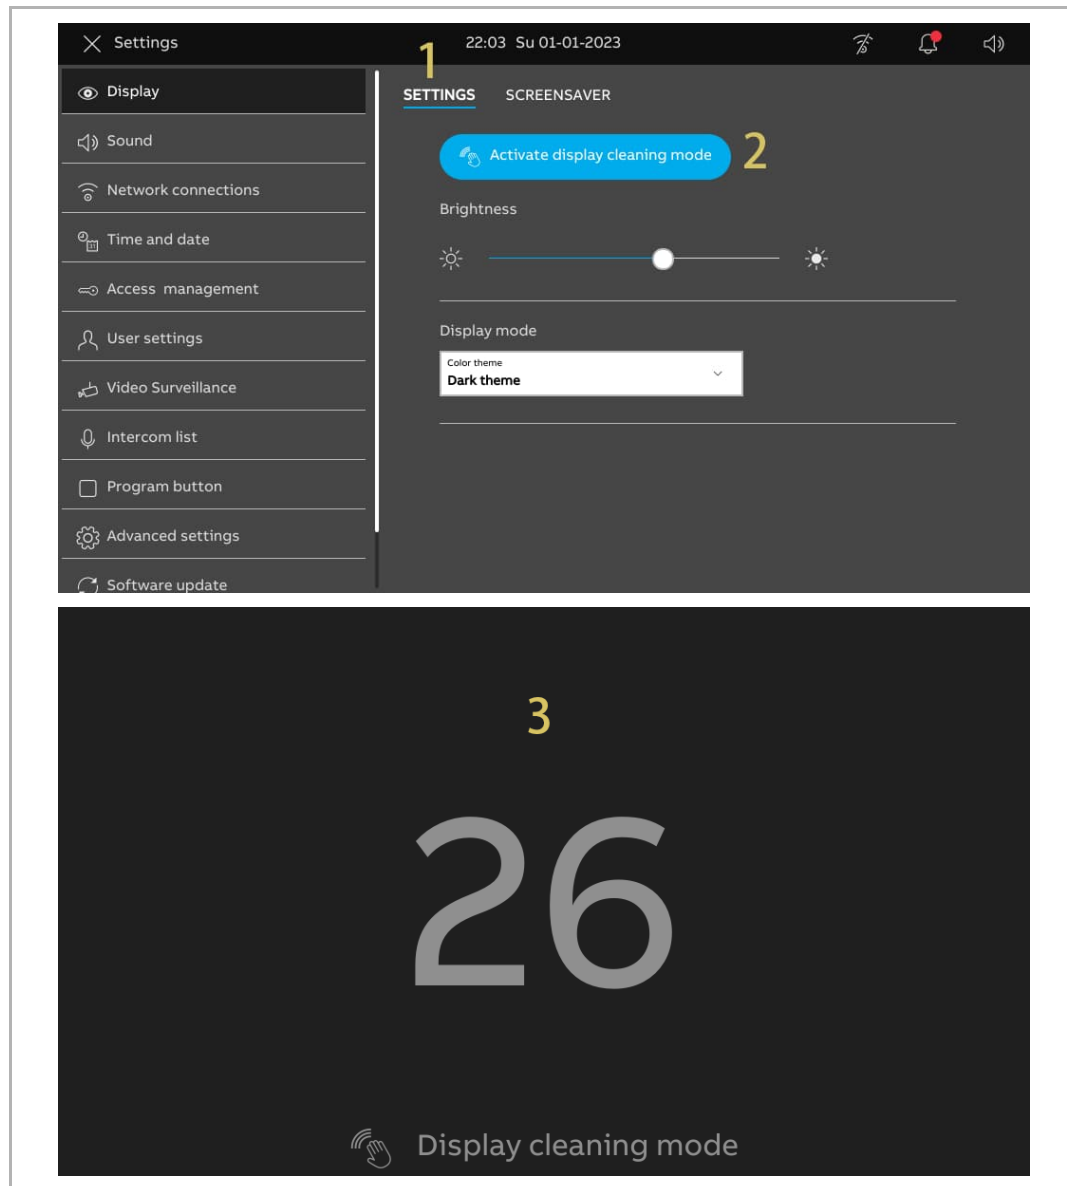 Settings
22:03 Su 01-01-2023
1
Display
Sound
Network connections
Time and date
Access management
User settings
Video Surveillance
Intercom list
Program button
Advanced settings
Software update
SETTINGS SCREENSAVER
Activate display cleaning mode
2
Brightness
Display mode
Color theme
Dark theme
3
26
Display cleaning mode